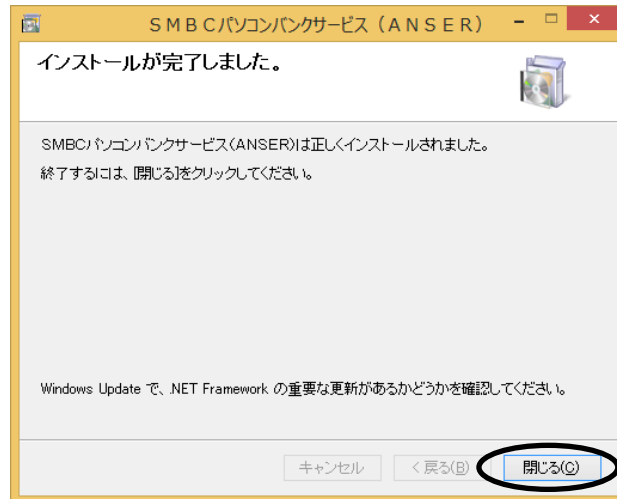 SMBCパソコンバンクサービス（ANSER）
インストールが完了しました。
SMBCパソコンバンクサービス(ANSER)は正しくインストールされました。
終了するには、[閉じる]をクリックしてください。
Windows Update で、.NET Framework の重要な更新があるかどうかを確認してください。
キャンセル
< 戻る(B)
閉じる(C)